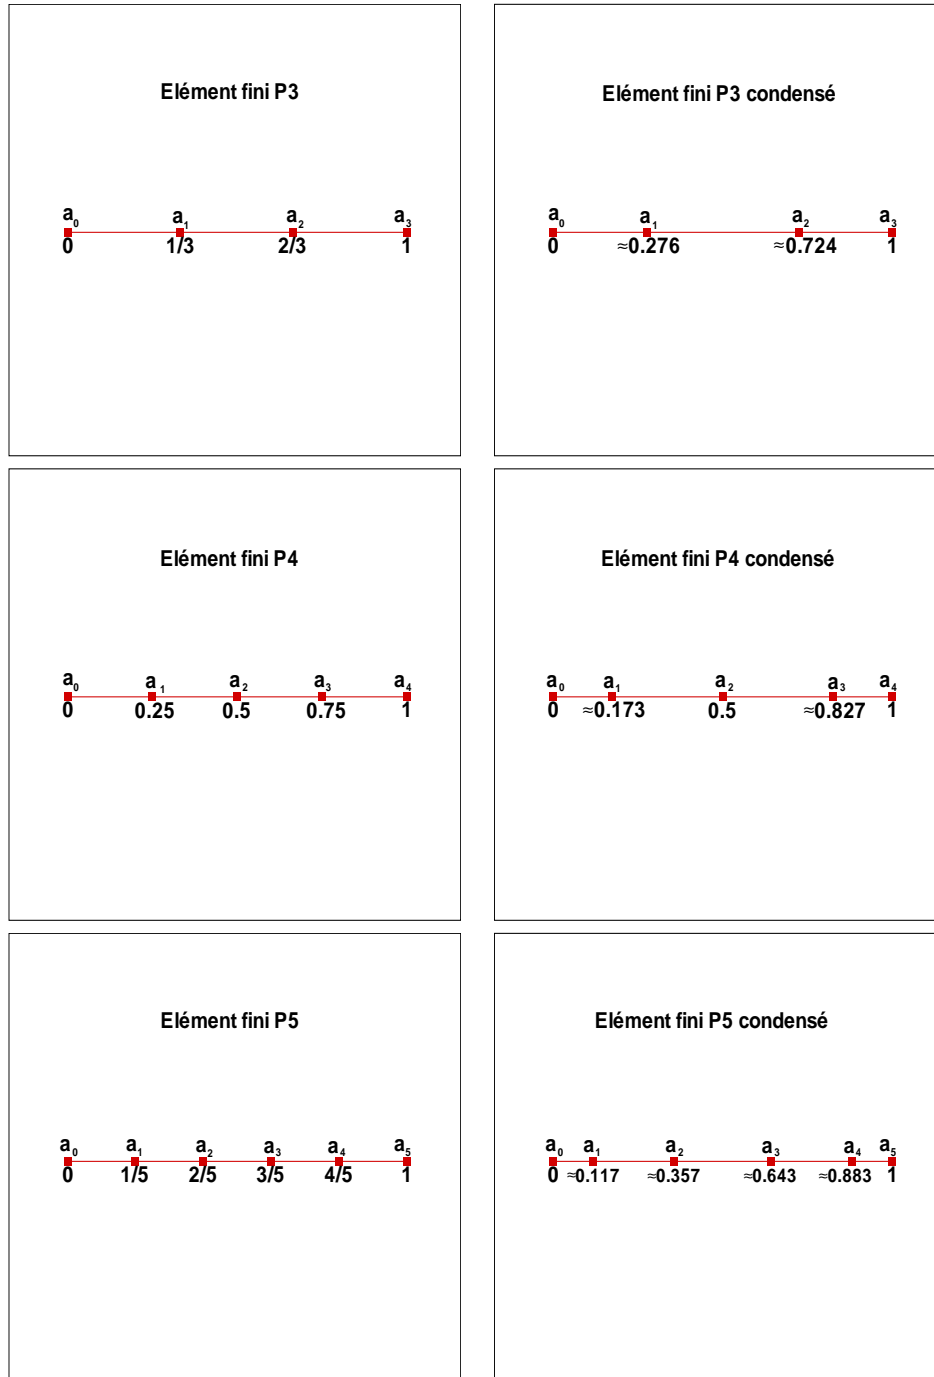 Elément fini P3
a₀ a₁ a₂ a₃
0 1/3 2/3 1
Elément fini P3 condensé
a₀ a₁ a₂ a₃
0 ≈0.276 ≈0.724 1
Elément fini P4
a₀ a₁ a₂ a₃ a₄
0 0.25 0.5 0.75 1
Elément fini P4 condensé
a₀ a₁ a₂ a₃ a₄
0 ≈0.173 0.5 ≈0.827 1
Elément fini P5
a₀ a₁ a₂ a₃ a₄ a₅
0 1/5 2/5 3/5 4/5 1
Elément fini P5 condensé
a₀ a₁ a₂ a₃ a₄ a₅
0 ≈0.117 ≈0.357 ≈0.643 ≈0.883 1